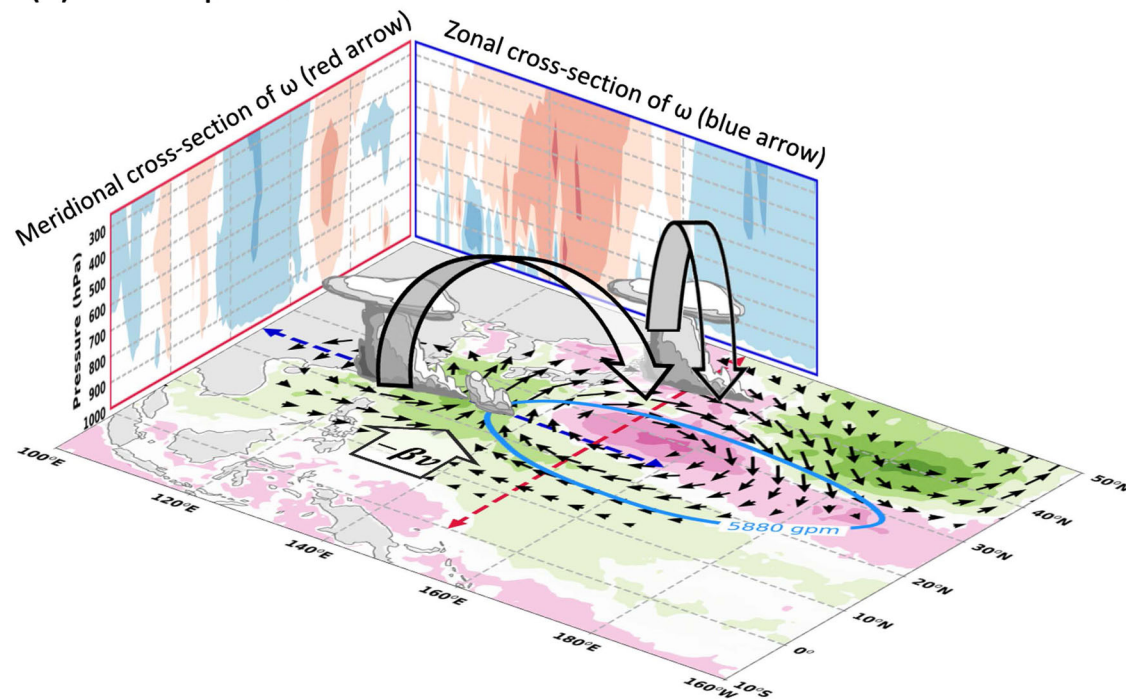 Zonal cross-section of ω (blue arrow)
Meridional cross-section of ω (red arrow)
Pressure (hPa)
300
400
500
600
700
800
900
1000
βv
5880 gpm
100°E
120°E
140°E
160°E
180°E
160°W
10°S
0°
10°N
20°N
30°N
40°N
50°N